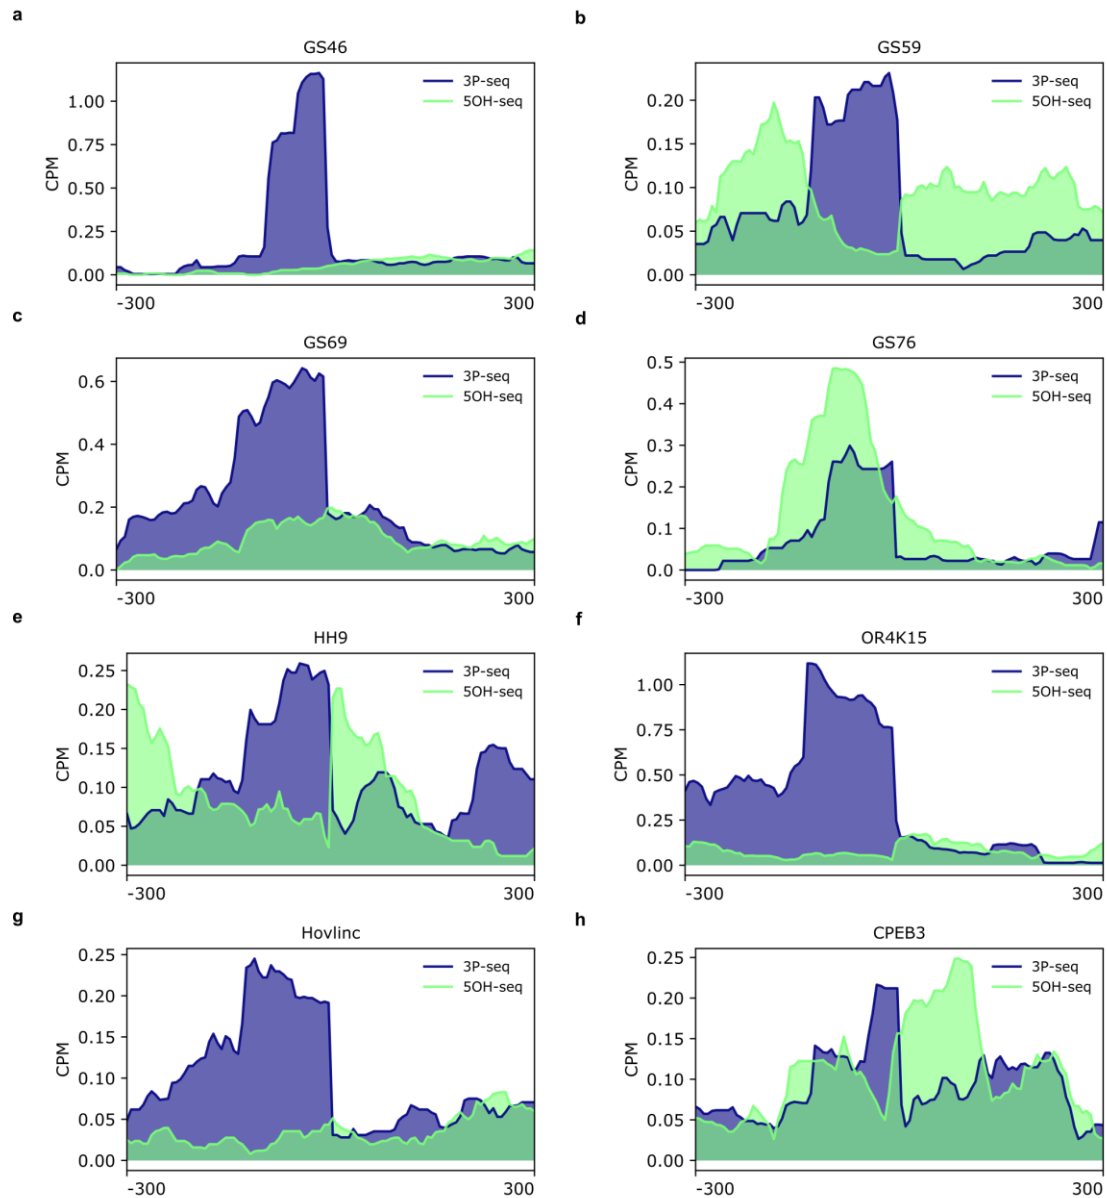 a
GS46
CPM
1.00
0.75
0.50
0.25
0.00
-300
300
3P-seq
5OH-seq
b
GS59
CPM
0.20
0.15
0.10
0.05
0.00
-300
300
3P-seq
5OH-seq
c
GS69
CPM
0.6
0.4
0.2
0.0
-300
300
3P-seq
5OH-seq
d
GS76
CPM
0.5
0.4
0.3
0.2
0.1
0.0
-300
300
3P-seq
5OH-seq
e
HH9
CPM
0.25
0.20
0.15
0.10
0.05
0.00
-300
300
3P-seq
5OH-seq
f
OR4K15
CPM
1.00
0.75
0.50
0.25
0.00
-300
300
3P-seq
5OH-seq
g
Hovlinc
CPM
0.25
0.20
0.15
0.10
0.05
0.00
-300
300
3P-seq
5OH-seq
h
CPEB3
CPM
0.25
0.20
0.15
0.10
0.05
0.00
-300
300
3P-seq
5OH-seq